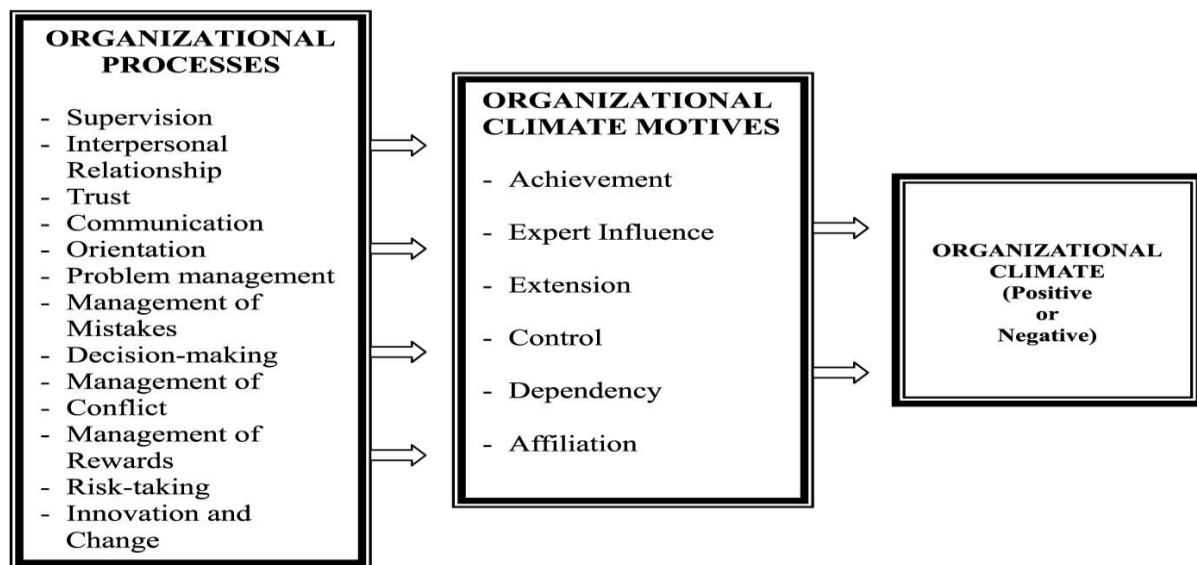 ORGANIZATIONAL
PROCESSES
- Supervision
- Interpersonal
Relationship
- Trust
- Communication
- Orientation
- Problem management
- Management of
Mistakes
- Decision-making
- Management of
- Conflict
- Management of
Rewards
- Risk-taking
- Innovation and
Change
ORGANIZATIONAL
CLIMATE MOTIVES
- Achievement
- Expert Influence
- Extension
- Control
- Dependency
- Affiliation
ORGANIZATIONAL
CLIMATE
(Positive
or
Negative)